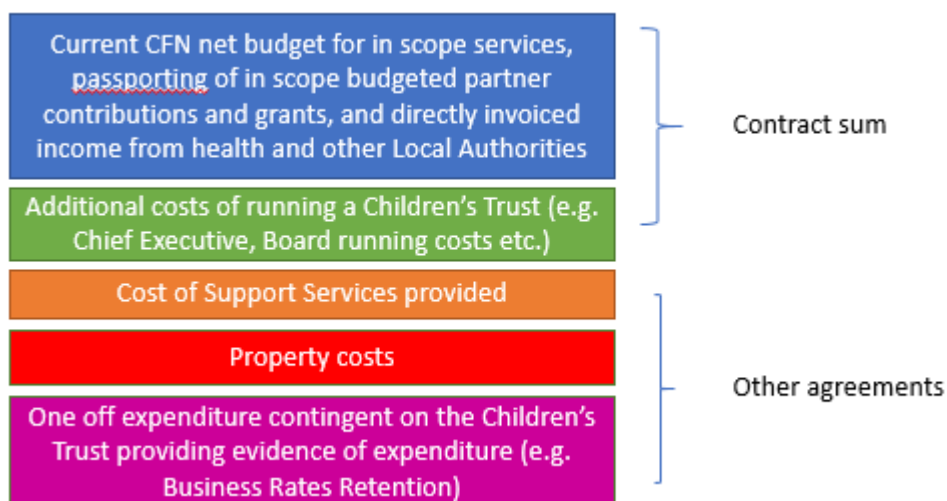 Current CFN net budget for in scope services,
passporting of in scope budgeted partner
contributions and grants, and directly invoiced
income from health and other Local Authorities
Contract sum
Additional costs of running a Children’s Trust (e.g.
Chief Executive, Board running costs etc.)
Cost of Support Services provided
Property costs
Other agreements
One off expenditure contingent on the Children’s
Trust providing evidence of expenditure (e.g.
Business Rates Retention)